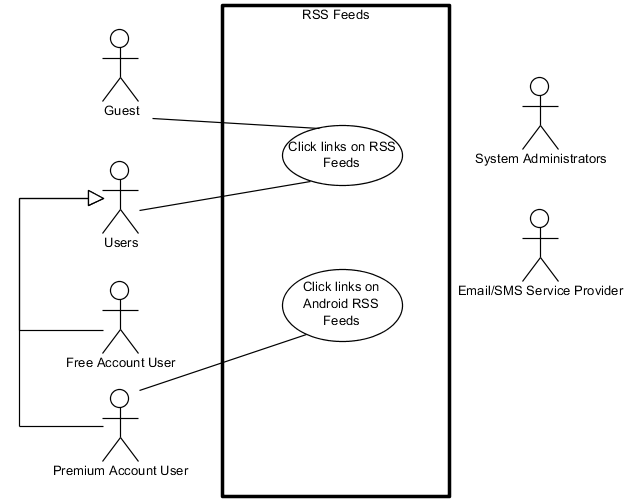 RSS Feeds
Guest
Click links on RSS
Feeds
System Administrators
Users
Click links on
Android RSS
Feeds
Email/SMS Service Provider
Free Account User
Premium Account User